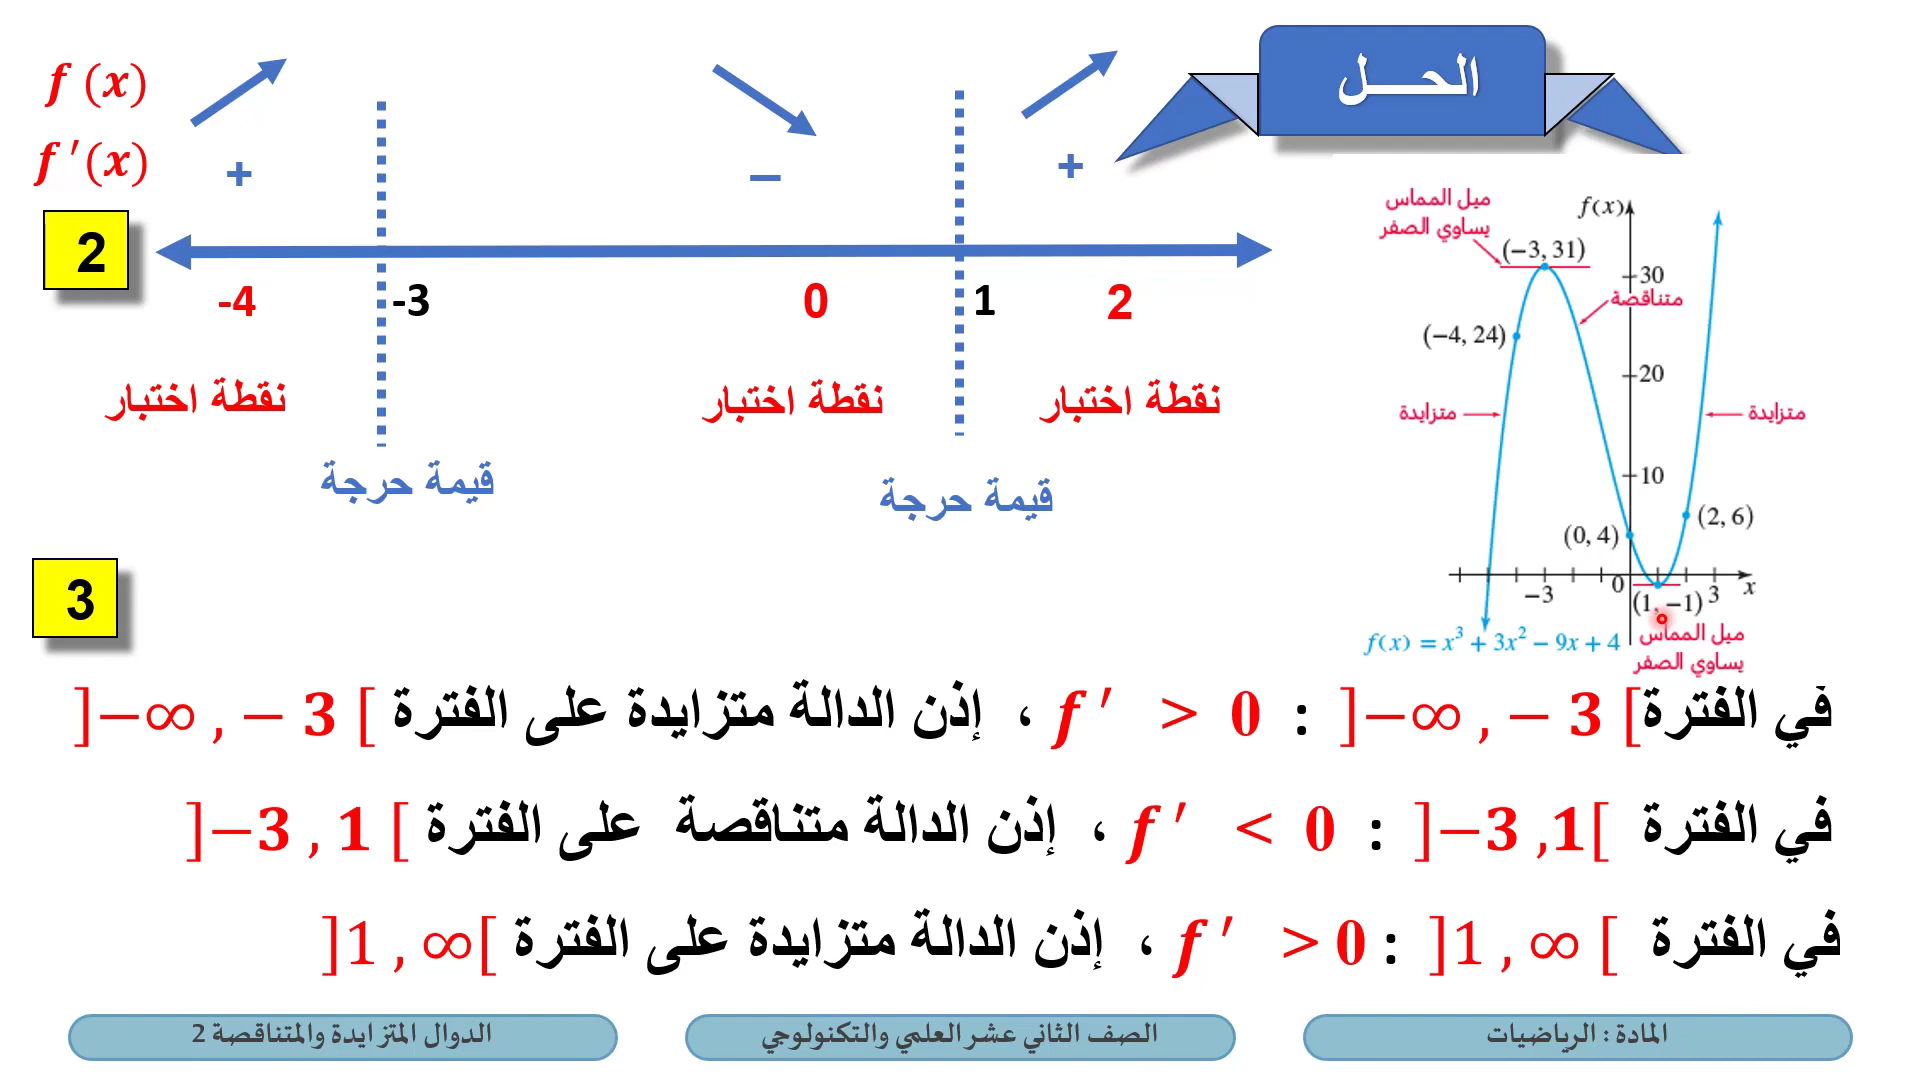 الحـــل
f (x)
f ′(x)
+
−
+
2
-4
-3
0
1
2
نقطة اختبار
نقطة اختبار
نقطة اختبار
قيمة حرجة
قيمة حرجة
ميل المماس
يساوي الصفر
f(x)
(−3, 31)
30
متناقصة
(−4, 24)
20
متزايدة
متزايدة
10
(0, 4)
(2, 6)
−3
0
(1, −1)
3
x
f(x) = x³ + 3x² − 9x + 4
ميل المماس
يساوي الصفر
3
في الفترة ]−∞ , − 3 [ : f ′ > 0 ، إذن الدالة متزايدة على الفترة ]−∞ , − 3 [
في الفترة ]−3 ,1[ : f ′ < 0 ، إذن الدالة متناقصة على الفترة ]−3 , 1 [
في الفترة ]1 , ∞ [ : f ′ > 0 ، إذن الدالة متزايدة على الفترة ]1 , ∞[
المادة : الرياضيات
الصف الثاني عشر العلمي والتكنولوجي
الدوال المتزايدة والمتناقصة 2